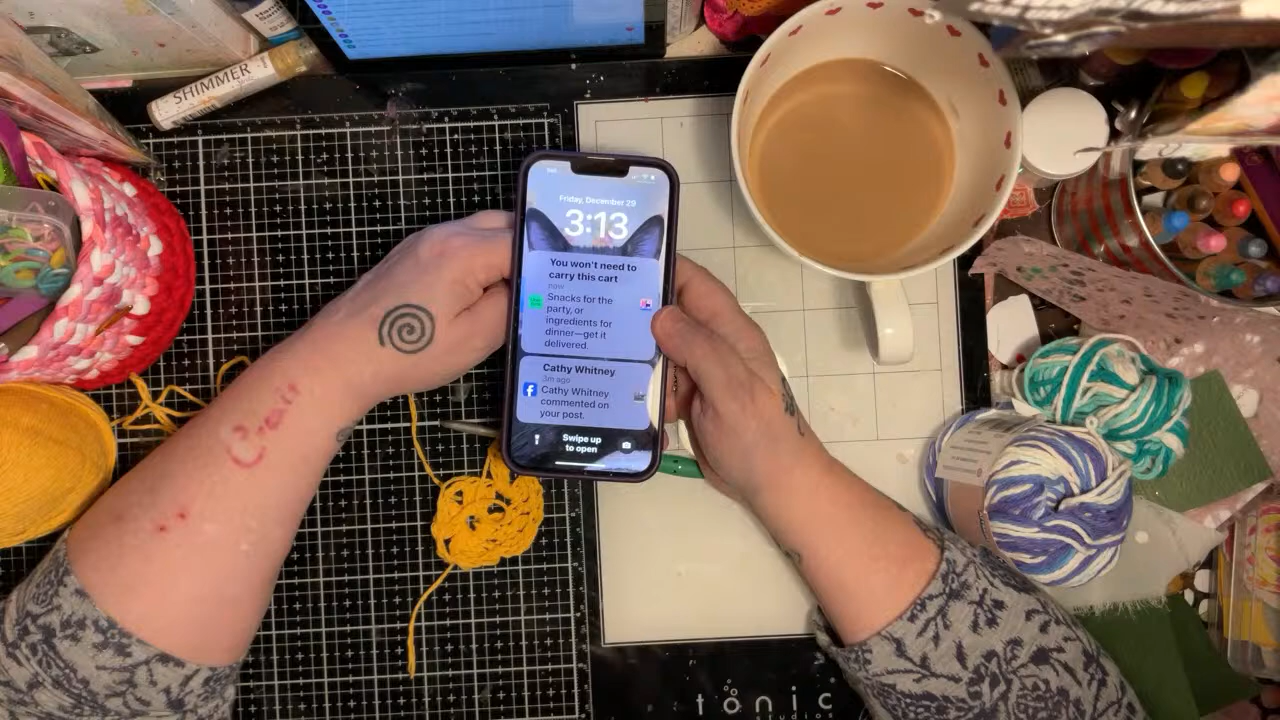 SHIMMER
Friday, December 29
3:13
You won't need to
carry this cart
now
Snacks for the
party, or
ingredients for
dinner—get it
delivered.
Cathy Whitney
3m ago
Cathy Whitney
commented on
your post.
Swipe up
to open
tonic
studios